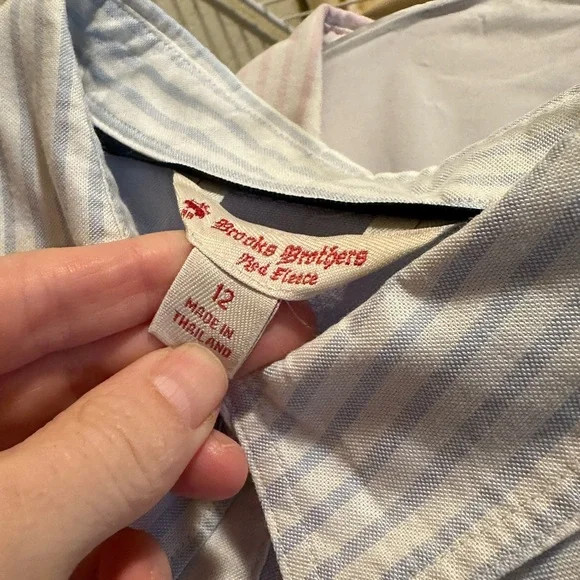 Brooks Brothers
Red Fleece
12
MADE IN
THAILAND